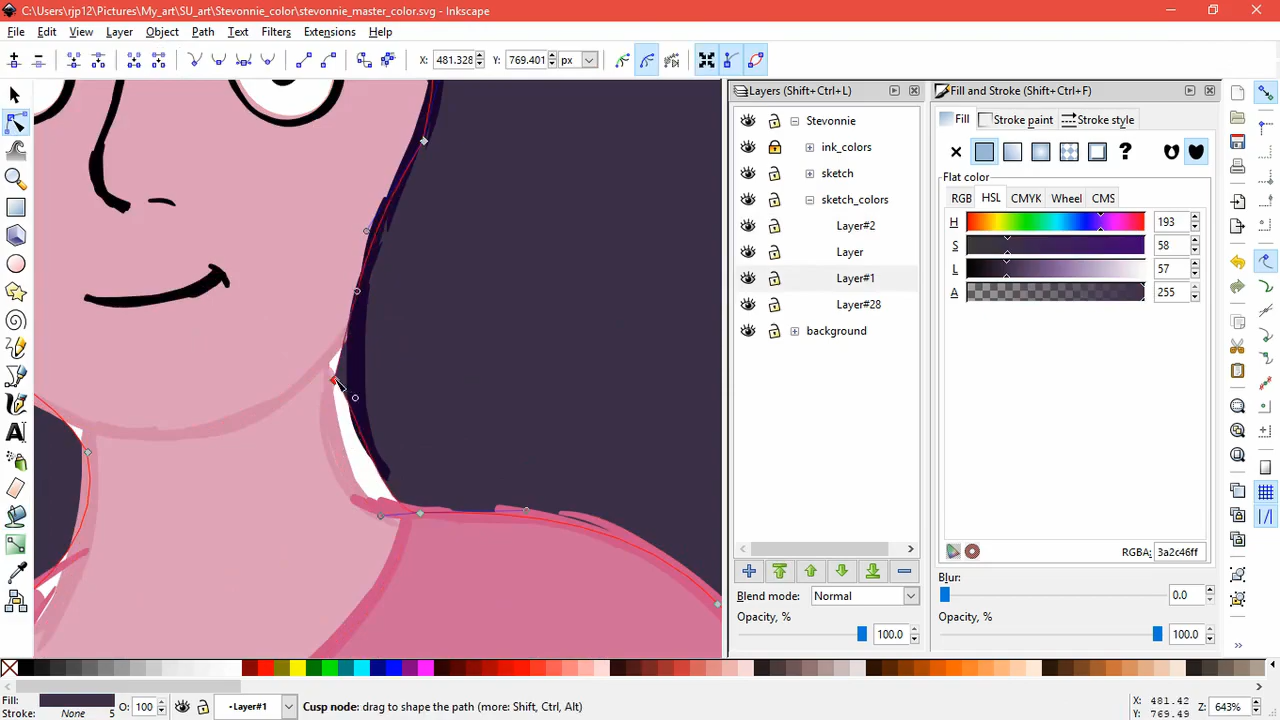 C:\Users\rjp12\Pictures\My_art\SU_art\Stevonnie_color\stevonnie_master_color.svg - Inkscape
File Edit View Layer Object Path Text Filters Extensions Help
X: 481.328 Y: 769.401 px
Layers (Shift+Ctrl+L)
Fill and Stroke (Shift+Ctrl+F)
Stevonnie
ink_colors
sketch
sketch_colors
Layer#2
Layer
Layer#1
Layer#28
background
Fill Stroke paint Stroke style
?
Flat color
RGB HSL CMYK Wheel CMS
H 193
S 58
L 57
A 255
RGBA: 3a2c46ff
Blend mode: Normal
Opacity, %
100.0
Blur:
0.0
Opacity, %
100.0
Fill:
Stroke: None 5
O: 100
•Layer#1
Cusp node: drag to shape the path (more: Shift, Ctrl, Alt)
X: 481.42
Y: 769.48
Z: 643%